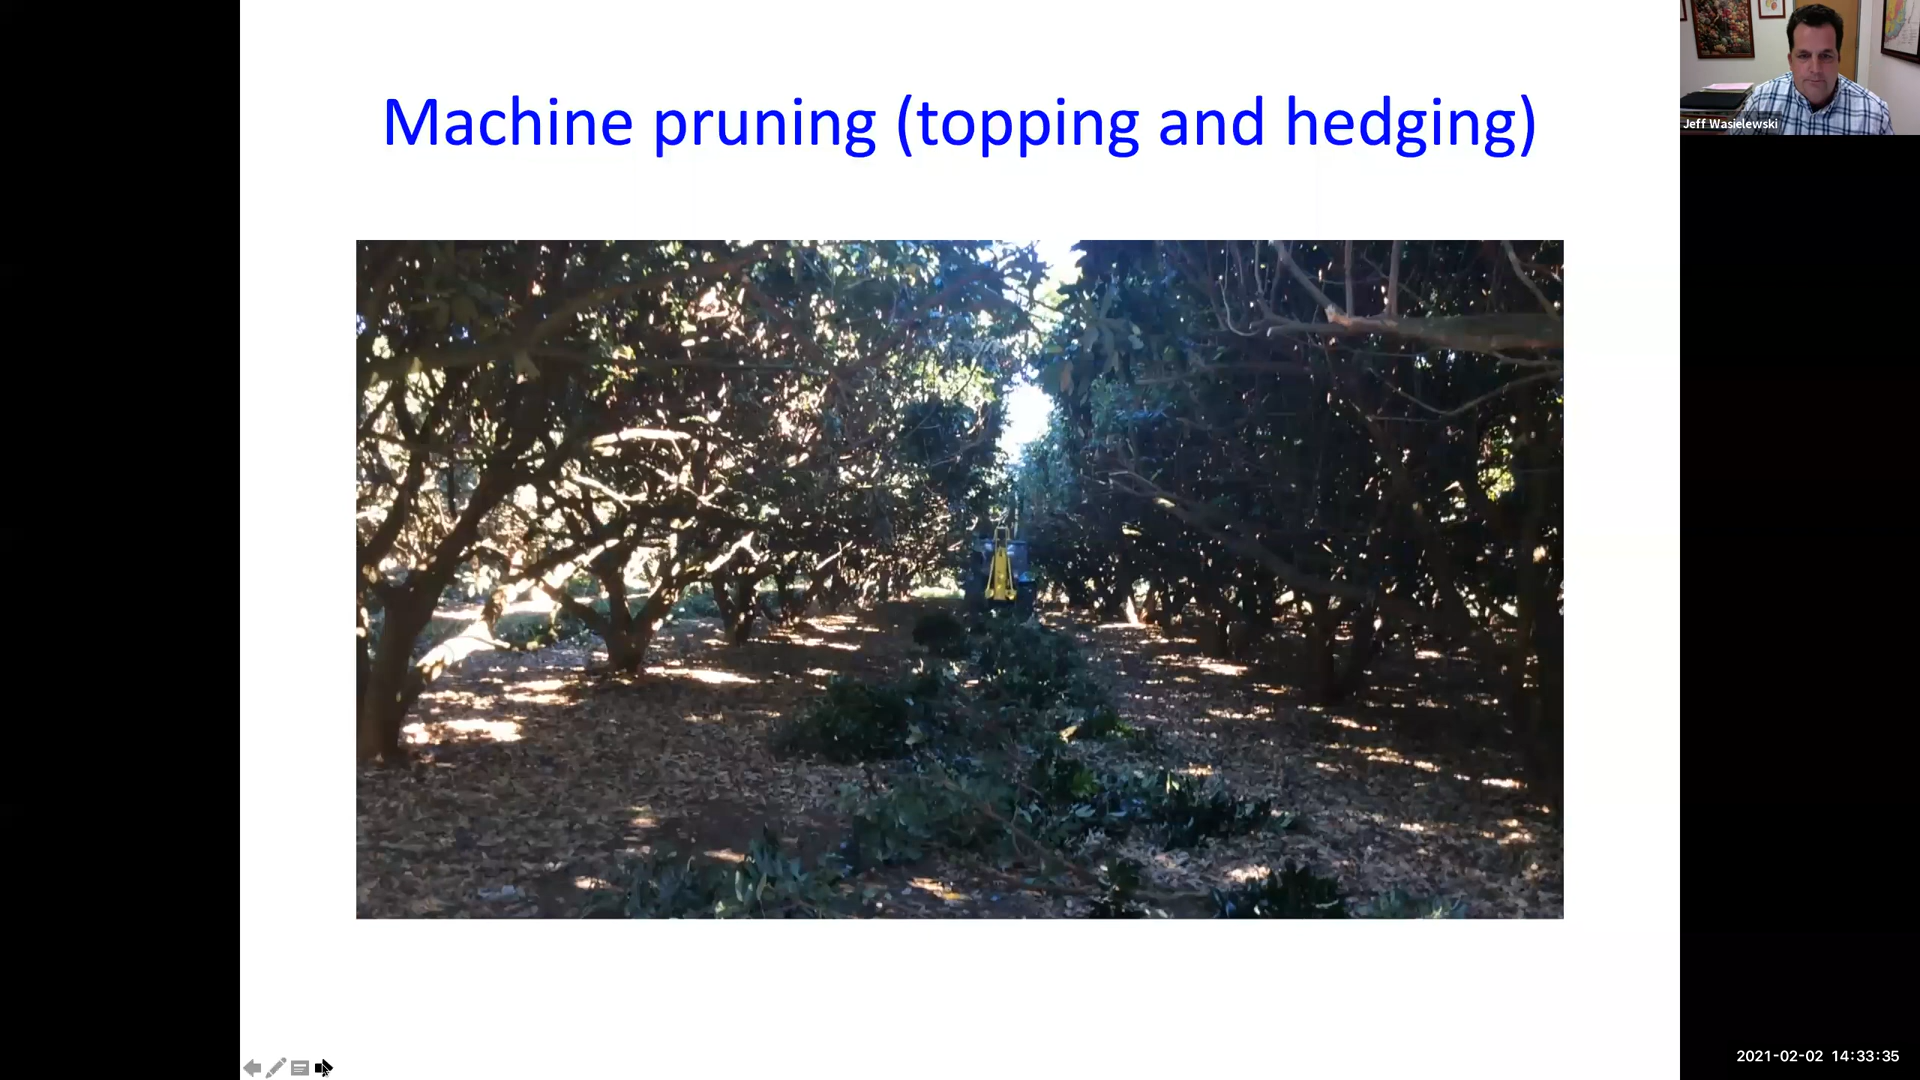 Machine pruning (topping and hedging)
Jeff Wasielewski
2021-02-02 14:33:35